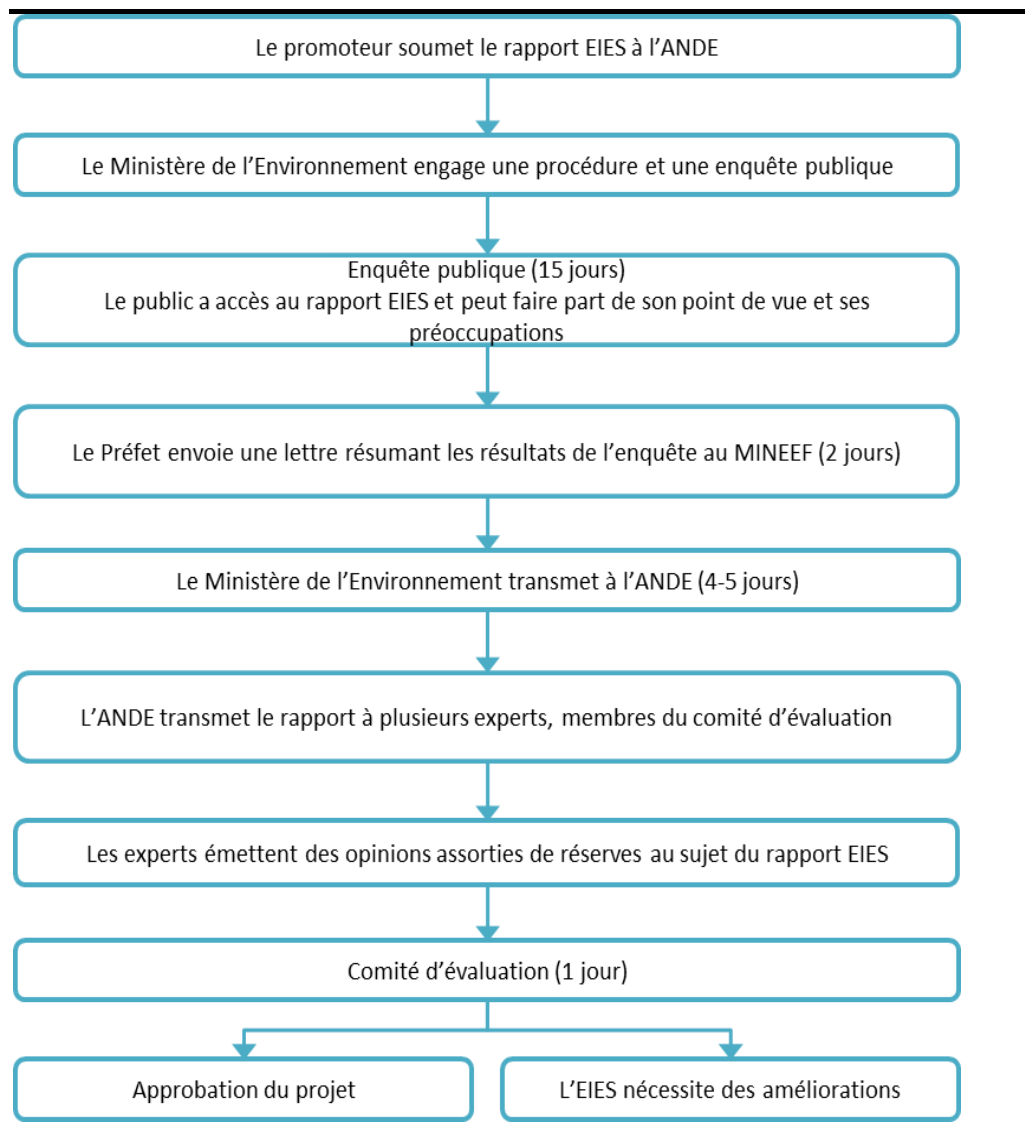 Le promoteur soumet le rapport EIES à l’ANDE
Le Ministère de l’Environnement engage une procédure et une enquête publique
Enquête publique (15 jours)
Le public a accès au rapport EIES et peut faire part de son point de vue et ses
préoccupations
Le Préfet envoie une lettre résumant les résultats de l’enquête au MINEEF (2 jours)
Le Ministère de l’Environnement transmet à l’ANDE (4-5 jours)
L’ANDE transmet le rapport à plusieurs experts, membres du comité d’évaluation
Les experts émettent des opinions assorties de réserves au sujet du rapport EIES
Comité d’évaluation (1 jour)
Approbation du projet
L’EIES nécessite des améliorations